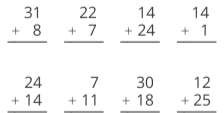 31 22 14 14
+ 8 + 7 + 24 + 1
24 7 30 12
+ 14 + 11 + 18 + 25